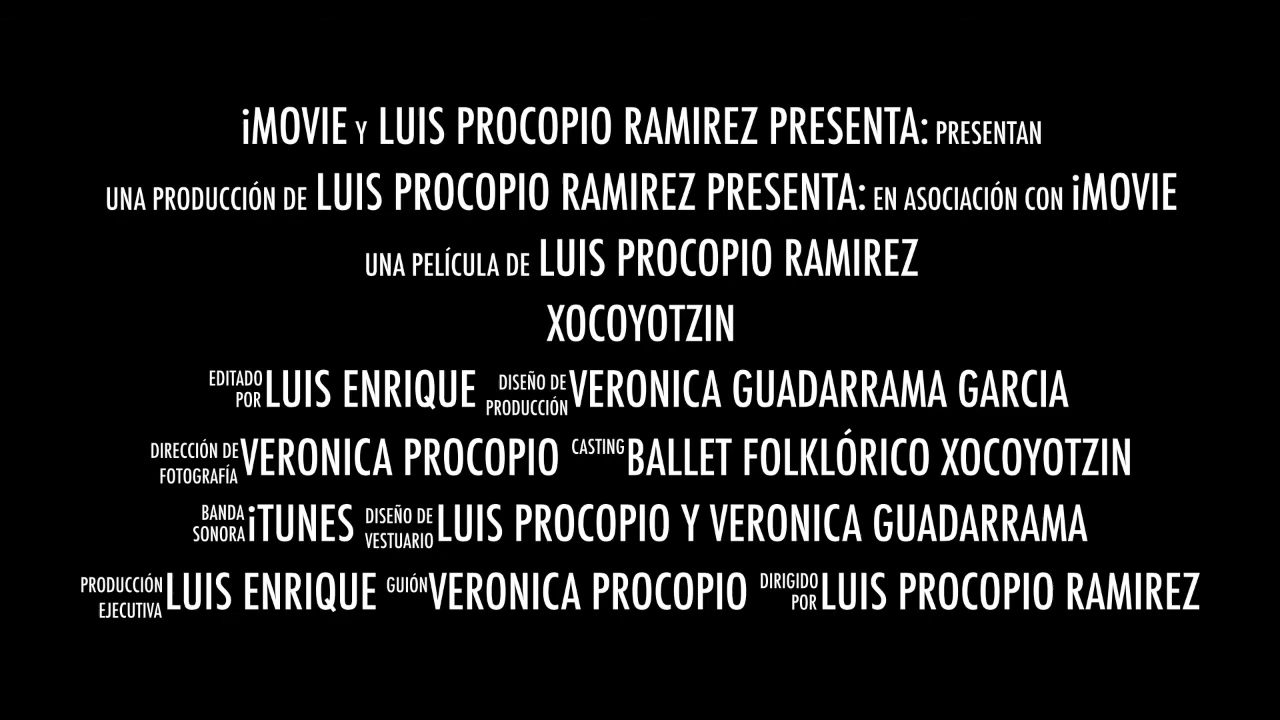 iMOVIE Y LUIS PROCOPIO RAMIREZ PRESENTA: PRESENTAN
UNA PRODUCCIÓN DE LUIS PROCOPIO RAMIREZ PRESENTA: EN ASOCIACIÓN CON iMOVIE
UNA PELÍCULA DE LUIS PROCOPIO RAMIREZ
XOCOYOTZIN
EDITADO POR LUIS ENRIQUE DISEÑO DE PRODUCCIÓN VERONICA GUADARRAMA GARCIA
DIRECCIÓN DE FOTOGRAFÍA VERONICA PROCOPIO CASTING BALLET FOLKLÓRICO XOCOYOTZIN
BANDA SONORA iTUNES DISEÑO DE VESTUARIO LUIS PROCOPIO Y VERONICA GUADARRAMA
PRODUCCIÓN EJECUTIVA LUIS ENRIQUE GUIÓN VERONICA PROCOPIO DIRIGIDO POR LUIS PROCOPIO RAMIREZ